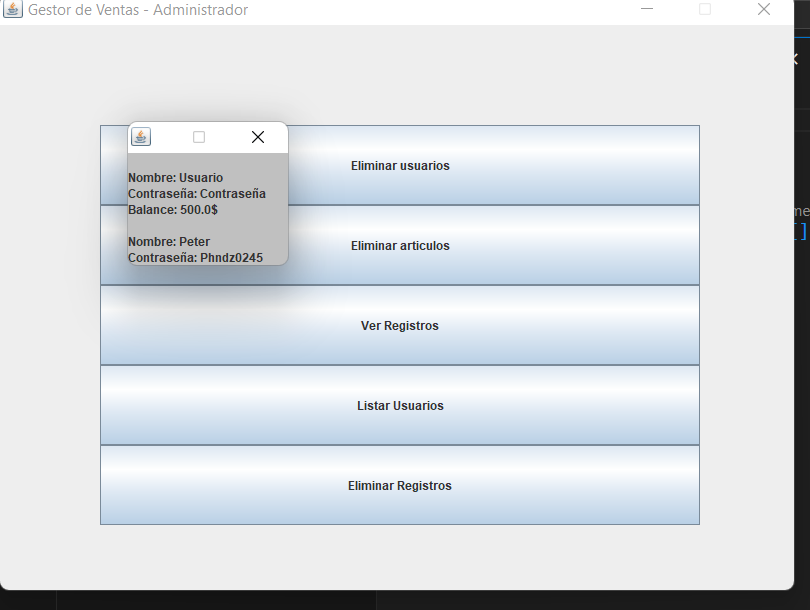 Gestor de Ventas - Administrador
Eliminar usuarios
Nombre: Usuario
Contraseña: Contraseña
Balance: 500.0$
Nombre: Peter
Contraseña: Phndz0245
Eliminar articulos
Ver Registros
Listar Usuarios
Eliminar Registros